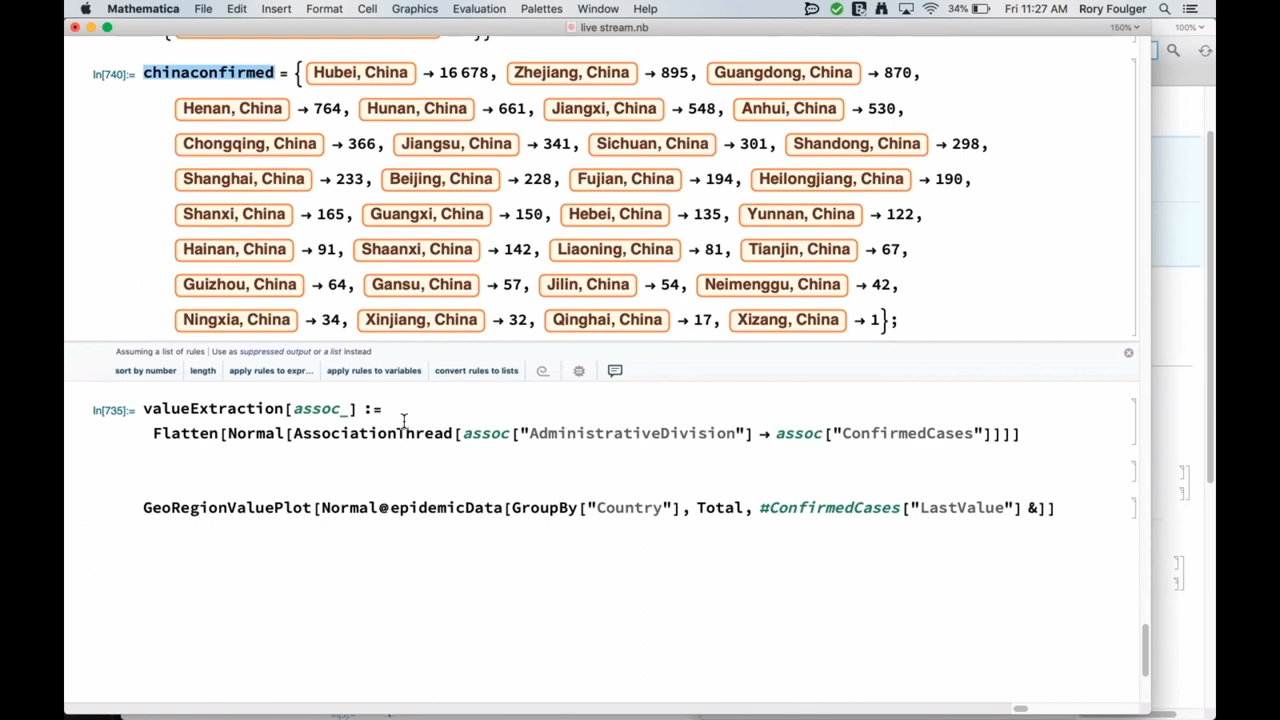 Mathematica File Edit Insert Format Cell Graphics Evaluation Palettes Window Help 34% Fri 11:27 AM Rory Foulger
live stream.nb 150% 100%
In[740]:= chinaconfirmed = { Hubei, China → 16 678, Zhejiang, China → 895, Guangdong, China → 870,
Henan, China → 764, Hunan, China → 661, Jiangxi, China → 548, Anhui, China → 530,
Chongqing, China → 366, Jiangsu, China → 341, Sichuan, China → 301, Shandong, China → 298,
Shanghai, China → 233, Beijing, China → 228, Fujian, China → 194, Heilongjiang, China → 190,
Shanxi, China → 165, Guangxi, China → 150, Hebei, China → 135, Yunnan, China → 122,
Hainan, China → 91, Shaanxi, China → 142, Liaoning, China → 81, Tianjin, China → 67,
Guizhou, China → 64, Gansu, China → 57, Jilin, China → 54, Neimenggu, China → 42,
Ningxia, China → 34, Xinjiang, China → 32, Qinghai, China → 17, Xizang, China → 1};
Assuming a list of rules | Use as suppressed output or a list instead
sort by number length apply rules to expr... apply rules to variables convert rules to lists
In[735]:= valueExtraction[assoc_] :=
Flatten[Normal[AssociationThread[assoc["AdministrativeDivision"] → assoc["ConfirmedCases"]]]]
GeoRegionValuePlot[Normal@epidemicData[GroupBy["Country"], Total, #ConfirmedCases["LastValue"] &]]